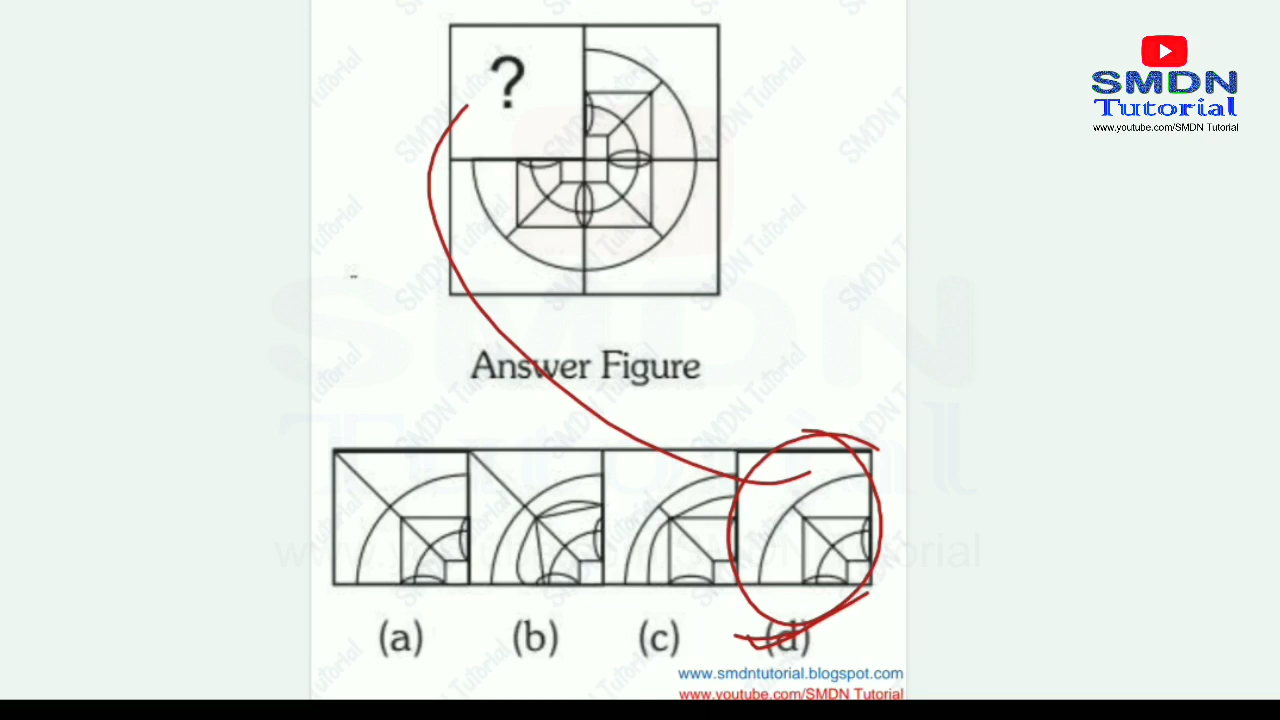 ?
SMDN
Tutorial
www.youtube.com/SMDN Tutorial
Answer Figure
(a) (b) (c) (d)
www.smdntutorial.blogspot.com
www.youtube.com/SMDN Tutorial